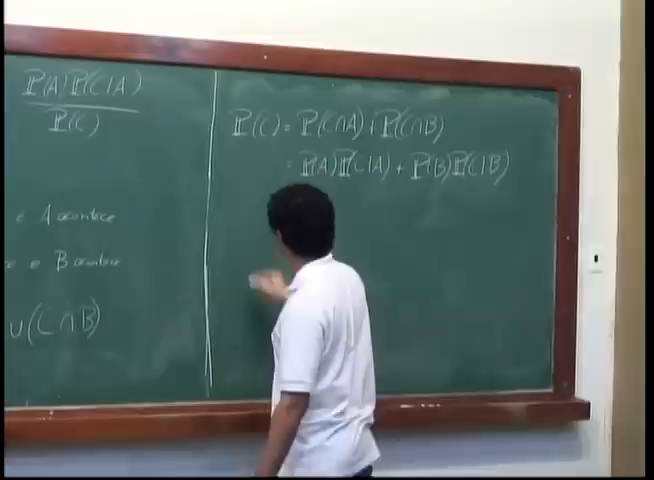 P(A)P(C|A)
P(C)
e A acontece
e B acontece
∪(C∩B)
P(C) = P(C∩A) + P(C∩B)
= P(A)P(C|A) + P(B)P(C|B)